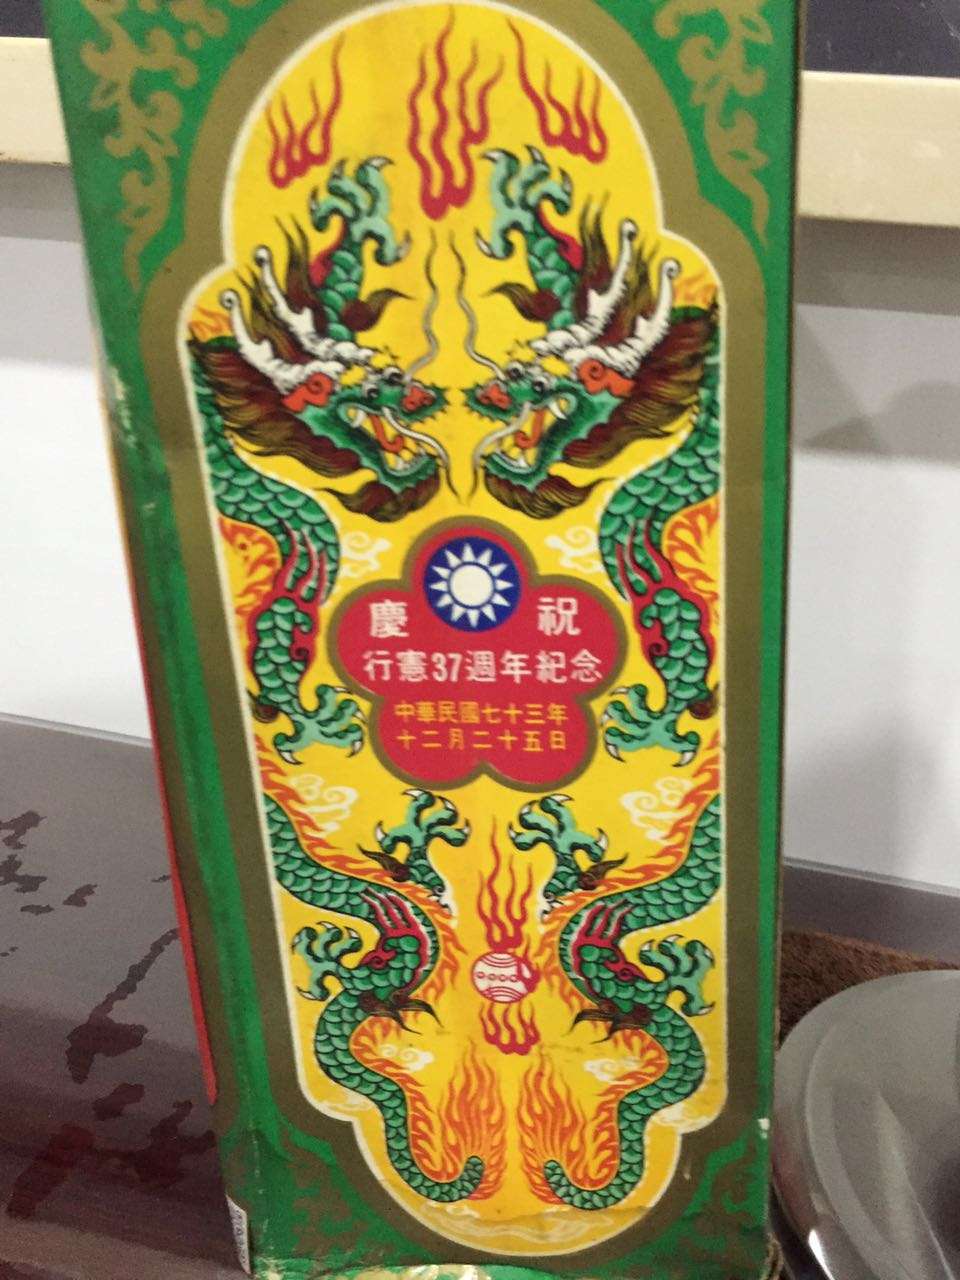 祝慶
行憲37週年紀念
中華民國七十三年
十二月二十五日